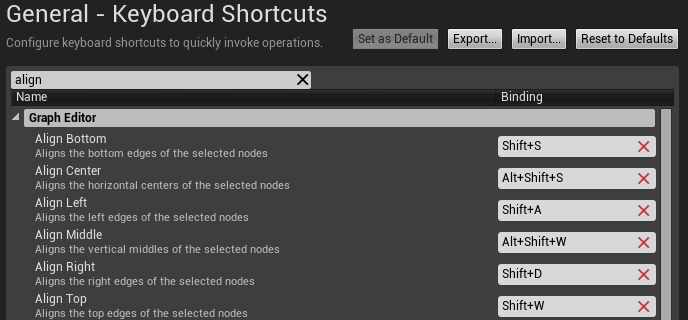 General - Keyboard Shortcuts
Configure keyboard shortcuts to quickly invoke operations.
Set as Default Export... Import... Reset to Defaults
align
Name Binding
Graph Editor
Align Bottom
Aligns the bottom edges of the selected nodes
Shift+S
Align Center
Aligns the horizontal centers of the selected nodes
Alt+Shift+S
Align Left
Aligns the left edges of the selected nodes
Shift+A
Align Middle
Aligns the vertical middles of the selected nodes
Alt+Shift+W
Align Right
Aligns the right edges of the selected nodes
Shift+D
Align Top
Aligns the top edges of the selected nodes
Shift+W